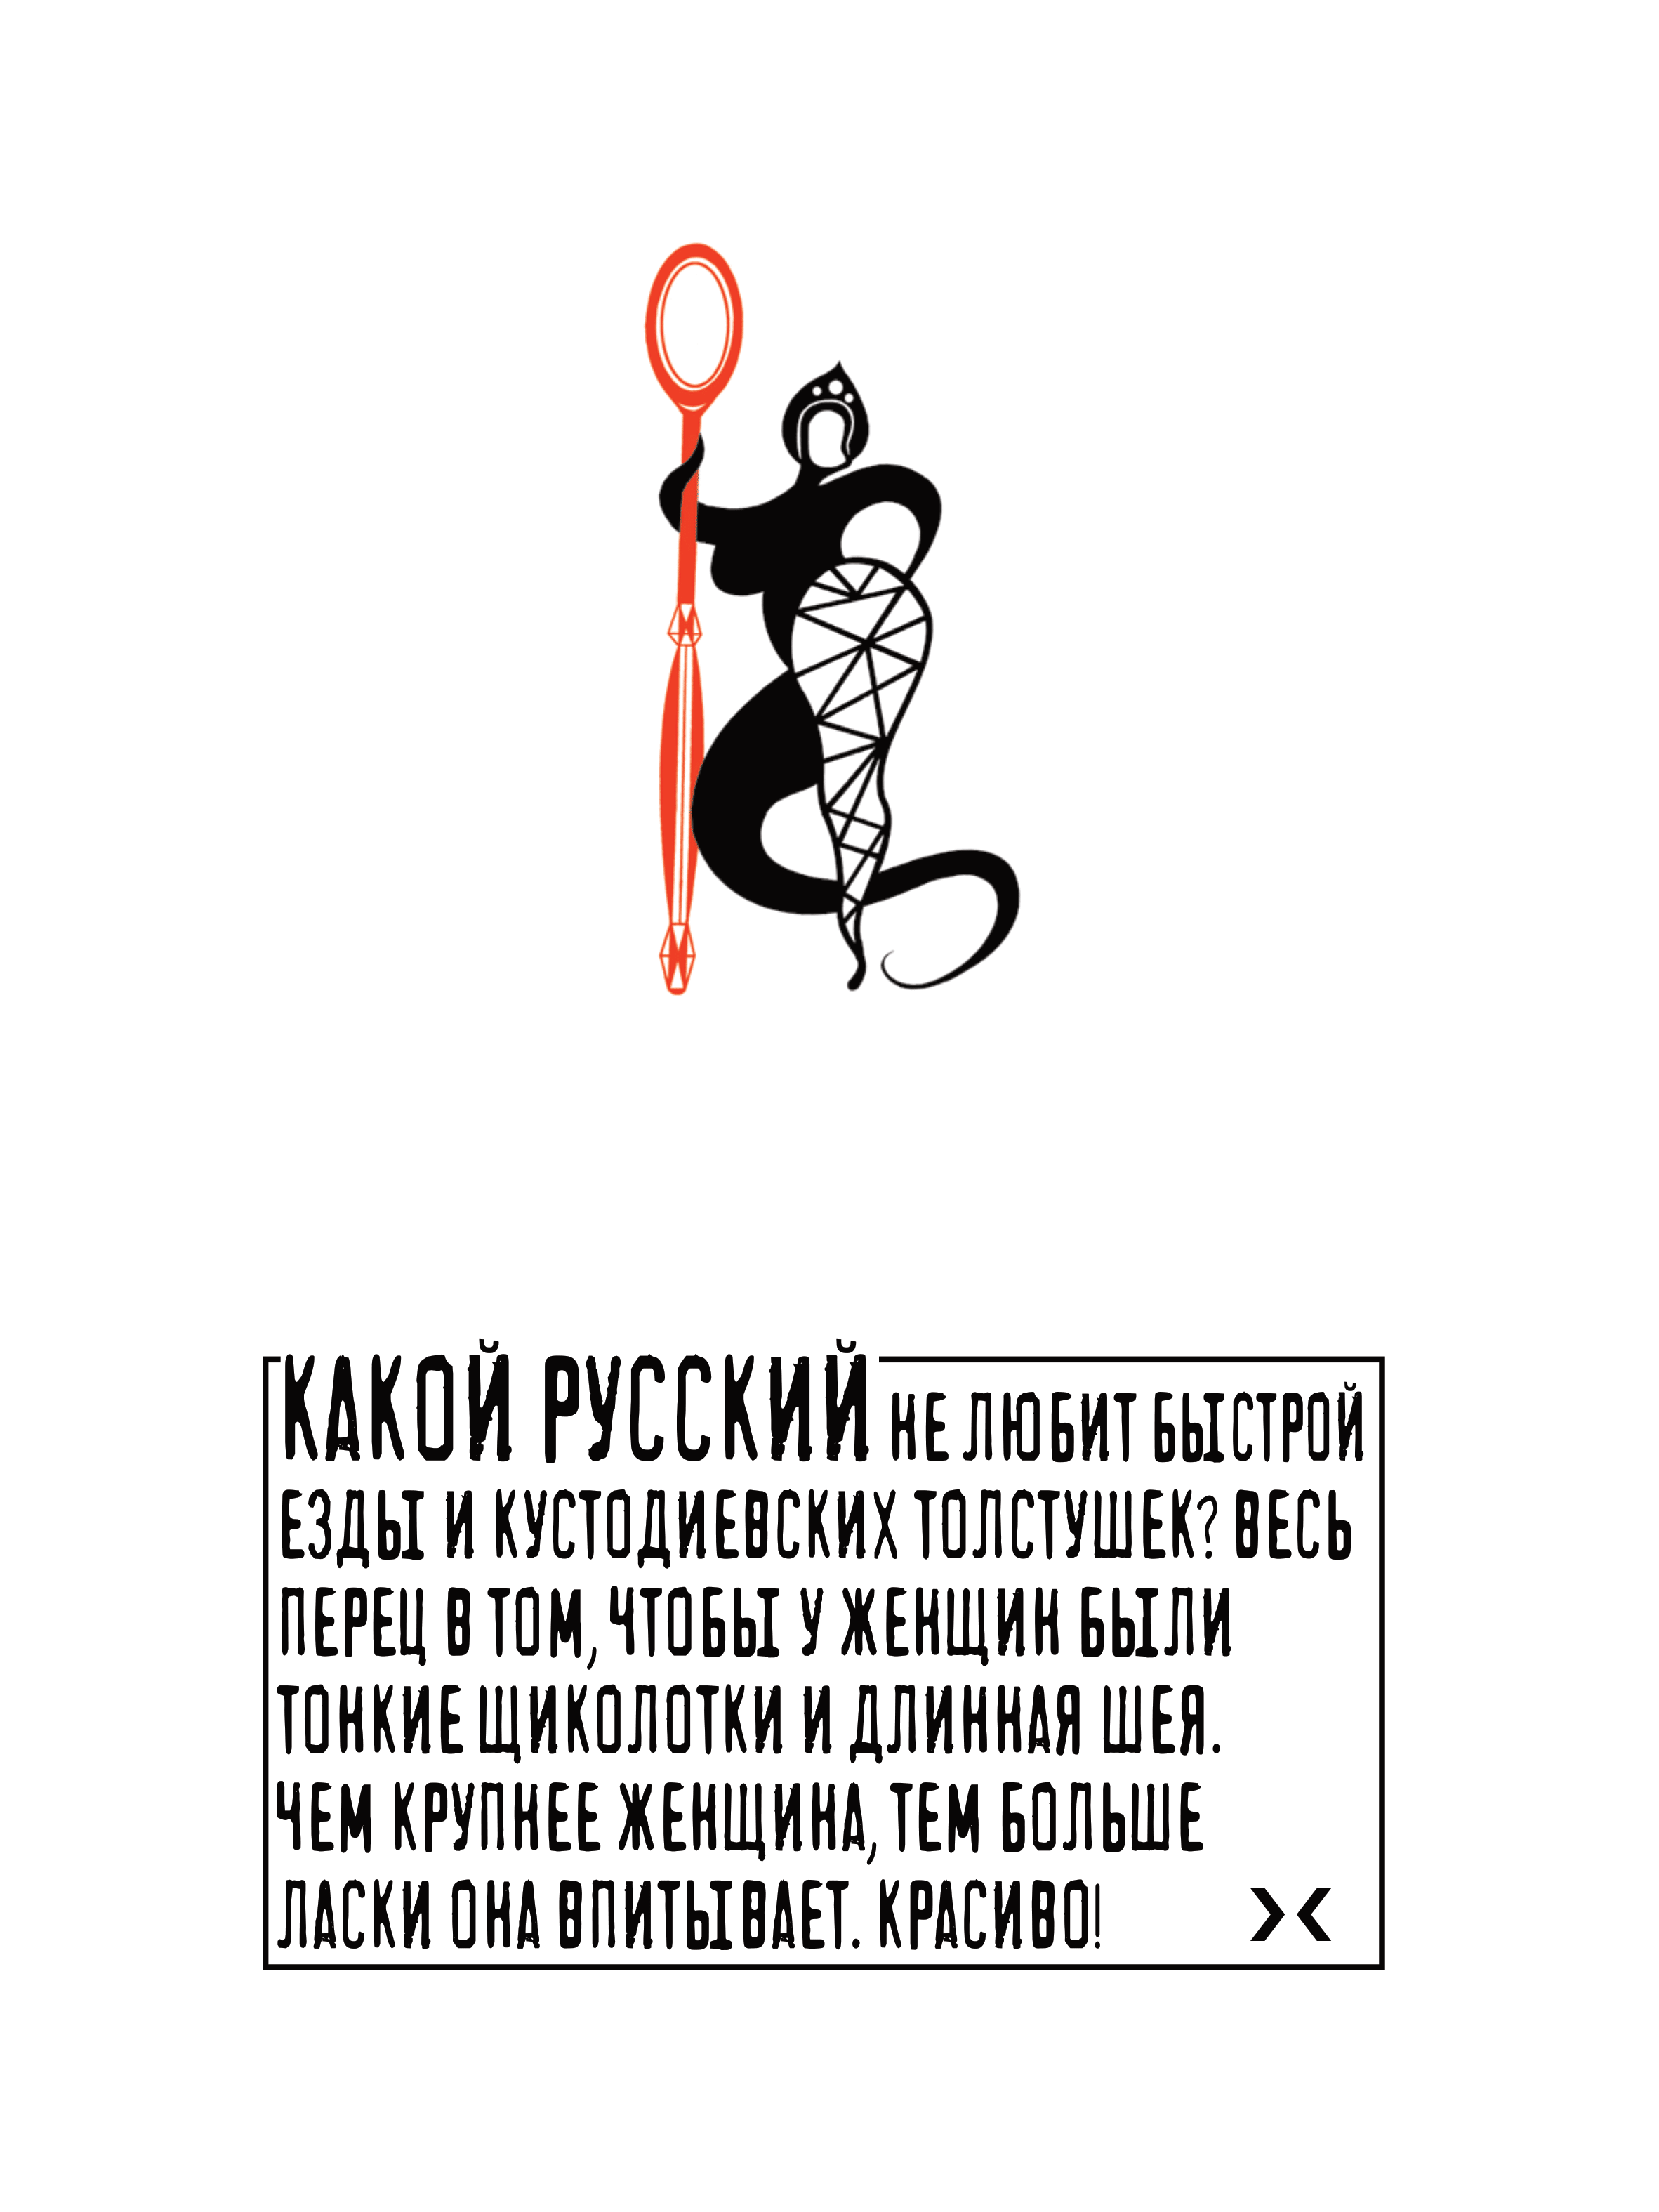 КАКОЙ РУССКИЙ НЕ ЛЮБИТ БЫСТРОЙ
ЕЗДЫ И КУСТОДИЕВСКИХ ТОЛСТУШЕК? ВЕСЬ
ПЕРЕЦ В ТОМ, ЧТОБЫ У ЖЕНЩИН БЫЛИ
ТОНКИЕ ЩИКОЛОТКИ И ДЛИННАЯ ШЕЯ.
ЧЕМ КРУПНЕЕ ЖЕНЩИНА, ТЕМ БОЛЬШЕ
ЛАСКИ ОНА ВПИТЫВАЕТ. КРАСИВО!